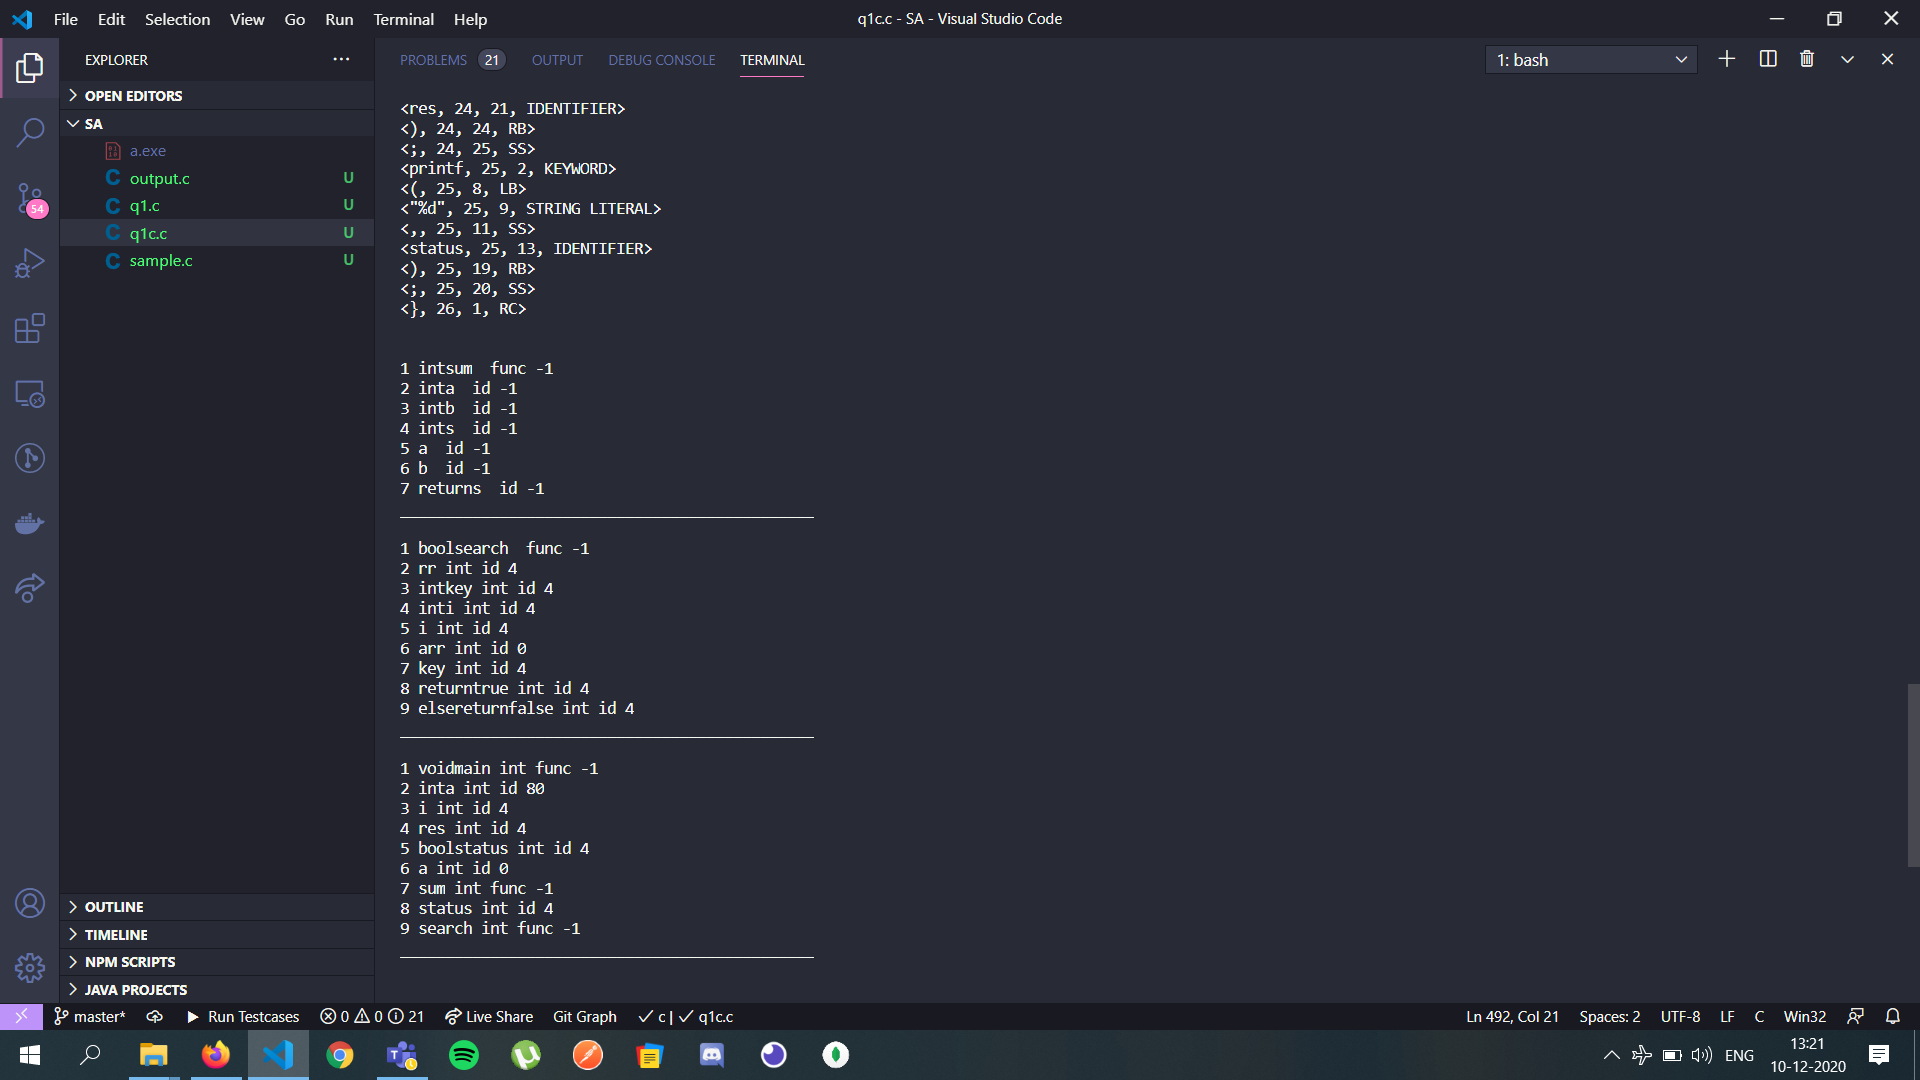 File Edit Selection View Go Run Terminal Help
q1c.c - SA - Visual Studio Code
EXPLORER
OPEN EDITORS
SA
a.exe
output.c U
q1.c U
q1c.c U
sample.c U
54
OUTLINE
TIMELINE
NPM SCRIPTS
JAVA PROJECTS
PROBLEMS 21 OUTPUT DEBUG CONSOLE TERMINAL
1: bash
<res, 24, 21, IDENTIFIER>
<), 24, 24, RB>
<;, 24, 25, SS>
<printf, 25, 2, KEYWORD>
<(, 25, 8, LB>
<"%d", 25, 9, STRING LITERAL>
<,, 25, 11, SS>
<status, 25, 13, IDENTIFIER>
<), 25, 19, RB>
<;, 25, 20, SS>
<}, 26, 1, RC>
1 intsum  func -1
2 inta  id -1
3 intb  id -1
4 ints  id -1
5 a  id -1
6 b  id -1
7 returns  id -1
1 boolsearch  func -1
2 rr int id 4
3 intkey int id 4
4 inti int id 4
5 i int id 4
6 arr int id 0
7 key int id 4
8 returntrue int id 4
9 elsereturnfalse int id 4
1 voidmain int func -1
2 inta int id 80
3 i int id 4
4 res int id 4
5 boolstatus int id 4
6 a int id 0
7 sum int func -1
8 status int id 4
9 search int func -1
master* Run Testcases 0 0 21 Live Share Git Graph c | q1c.c
Ln 492, Col 21 Spaces: 2 UTF-8 LF C Win32
ENG
13:21
10-12-2020